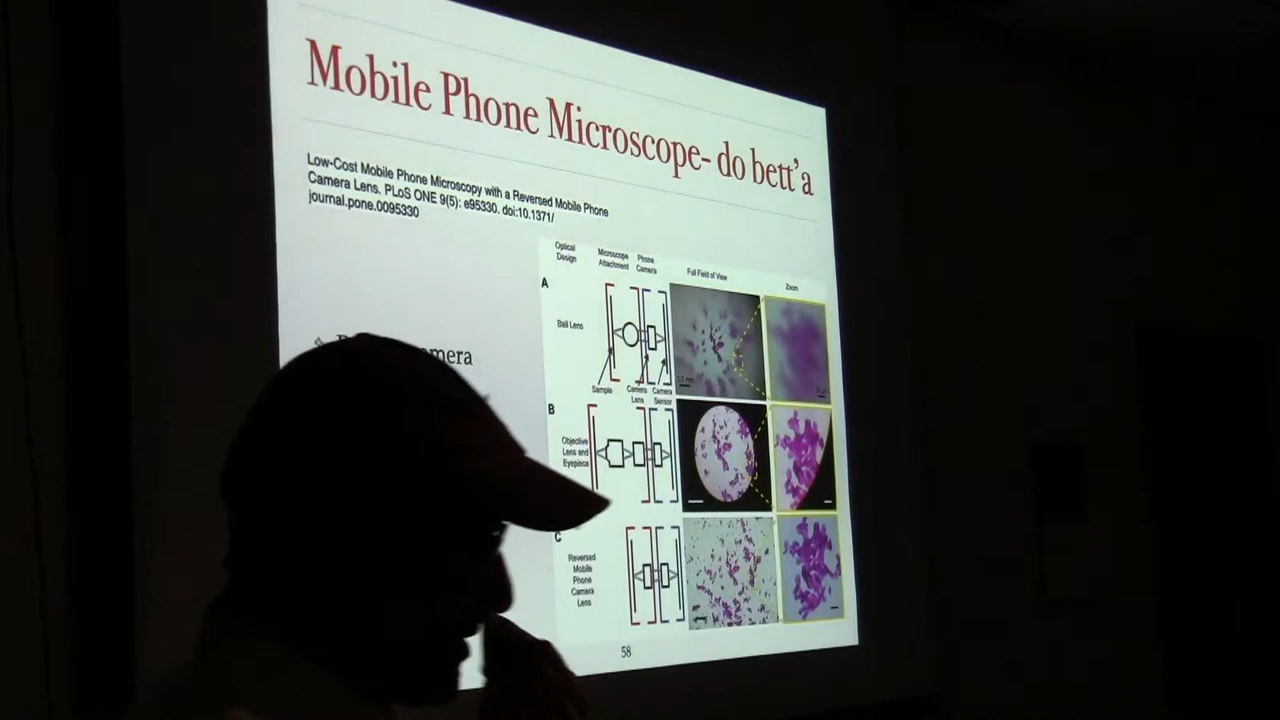 Mobile Phone Microscope- do bett'a
Low-Cost Mobile Phone Microscopy with a Reversed Mobile Phone
Camera Lens. PLoS ONE 9(5): e95330. doi:10.1371/
journal.pone.0095330
Optical
Design
Microscope
Attachment
Phone
Camera
Full Field of View
Zoom
A
Ball Lens
Sample
Camera
Lens
Camera
Sensor
B
Objective
Lens and
Eyepiece
C
Reversed
Mobile
Phone
Camera
Lens
58